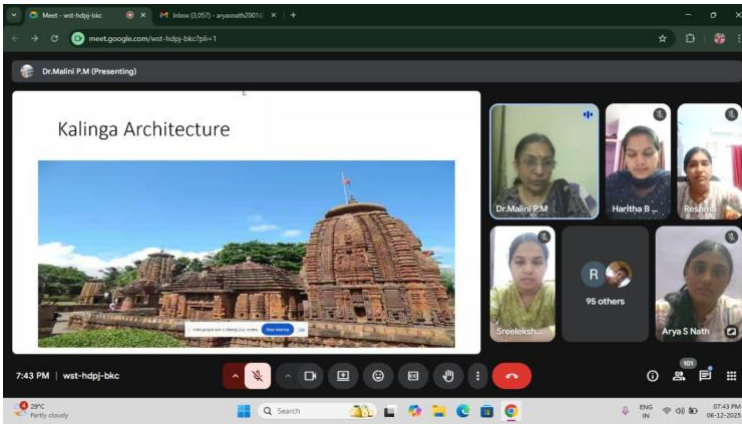 Meet - wst-hdpj-bkc
Inbox (3,057) - aryasnath2001@
meet.google.com/wst-hdpj-bkc?pli=1
Dr.Malini P.M (Presenting)
Kalinga Architecture
Stop sharing
Dr.Malini P.M
Haritha B ...
Reshma
Sreeleksh...
R
95 others
Arya S Nath
7:43 PM | wst-hdpj-bkc
101
29°C
Partly cloudy
Search
ENG
IN
07:43 PM
06-12-2025